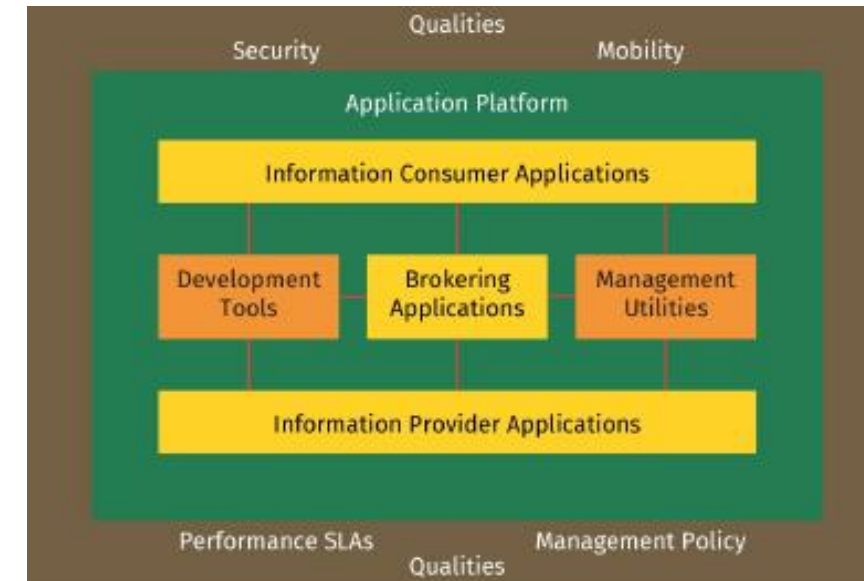 Qualities
Security
Mobility
Application Platform
Information Consumer Applications
Development
Tools
Brokering
Applications
Management
Utilities
Information Provider Applications
Performance SLAs
Management Policy
Qualities